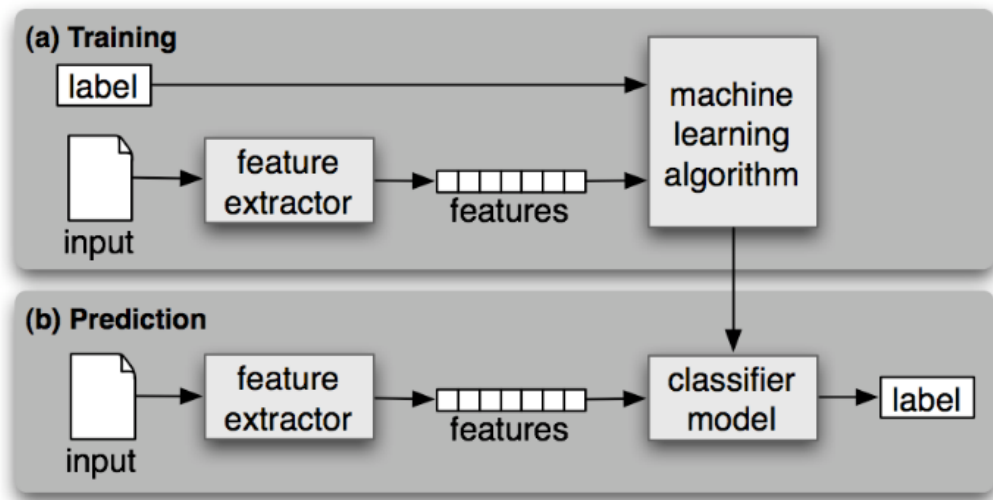 (a) Training
label
machine
learning
algorithm
feature
extractor
features
input
(b) Prediction
feature
extractor
features
input
classifier
model
label